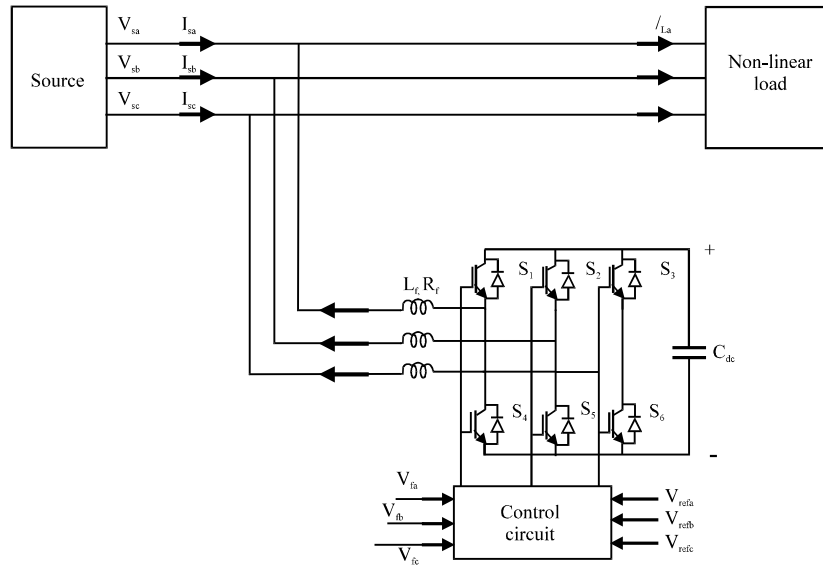 V_sa I_sa /_La
V_sb I_sb
V_sc I_sc
Source
Non-linear
load
S_1 S_2 S_3
+
L_f, R_f
C_dc
S_4 S_5 S_6
-
V_fa
V_fb
V_fc
Control
circuit
V_refa
V_refb
V_refc